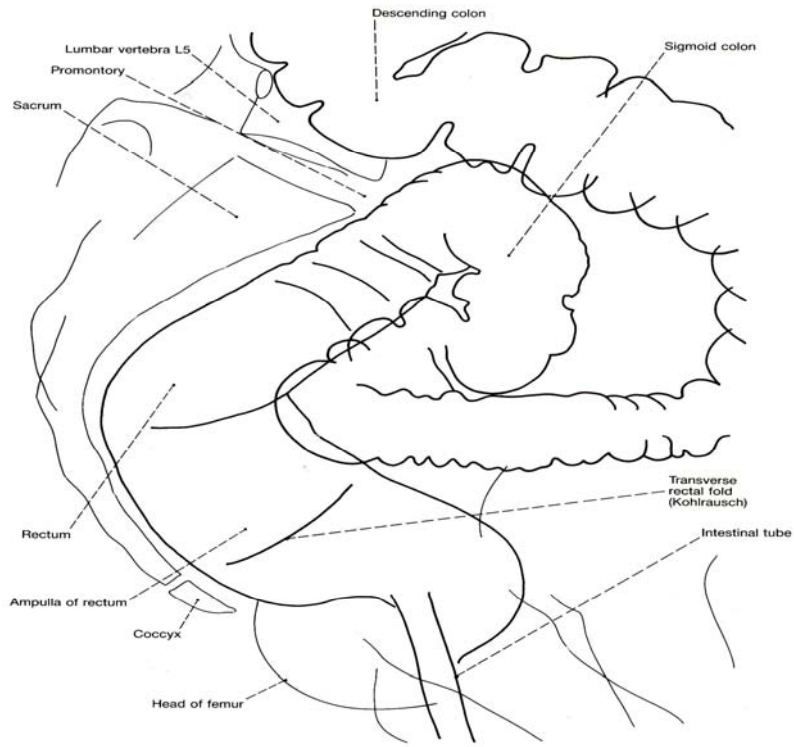 Descending colon
Lumbar vertebra L5
Sigmoid colon
Promontory
Sacrum
Transverse
rectal fold
(Kohlrausch)
Rectum
Intestinal tube
Ampulla of rectum
Coccyx
Head of femur